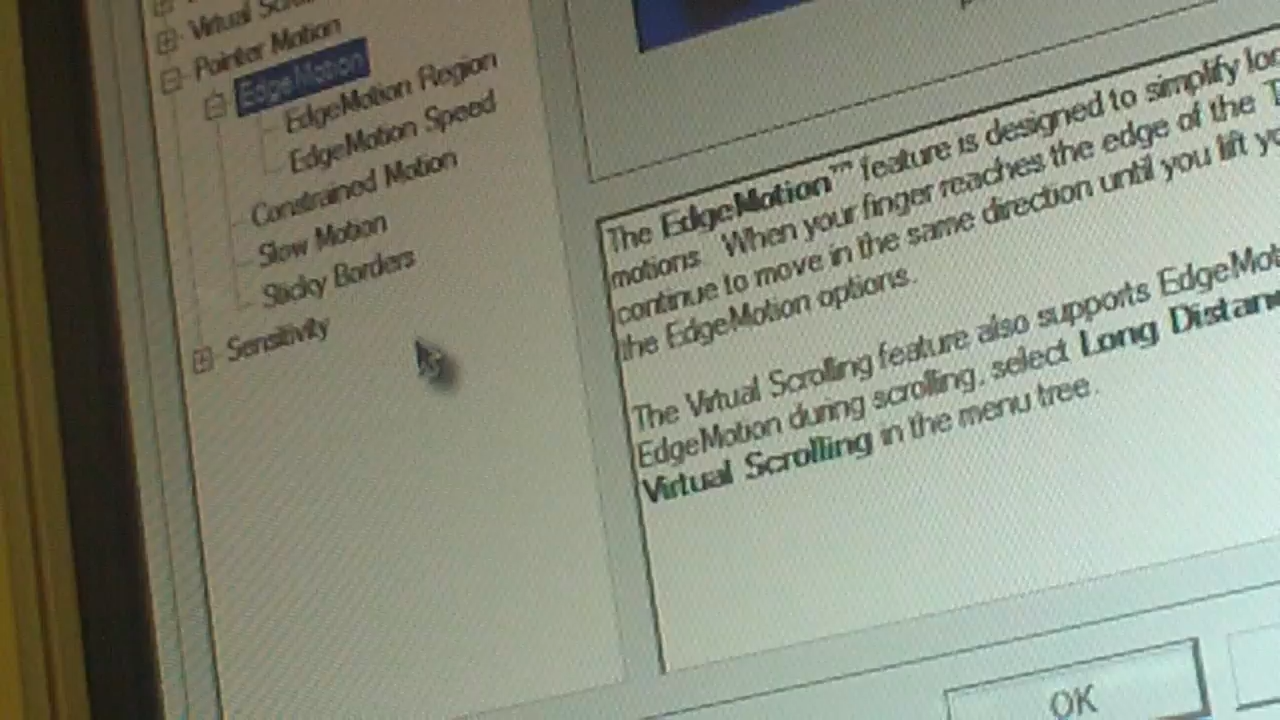 Virtual
Pointer Motion
EdgeMotion
EdgeMotion Region
EdgeMotion Speed
Constrained Motion
Slow Motion
Sticky Borders
Sensitivity
The EdgeMotion™ feature is designed to simplify
motions. When your finger reaches the edge of the
continue to move in the same direction until you lift
the EdgeMotion options.
The Virtual Scrolling feature also supports
EdgeMotion during scrolling, select Long
Virtual Scrolling in the menu tree.
OK